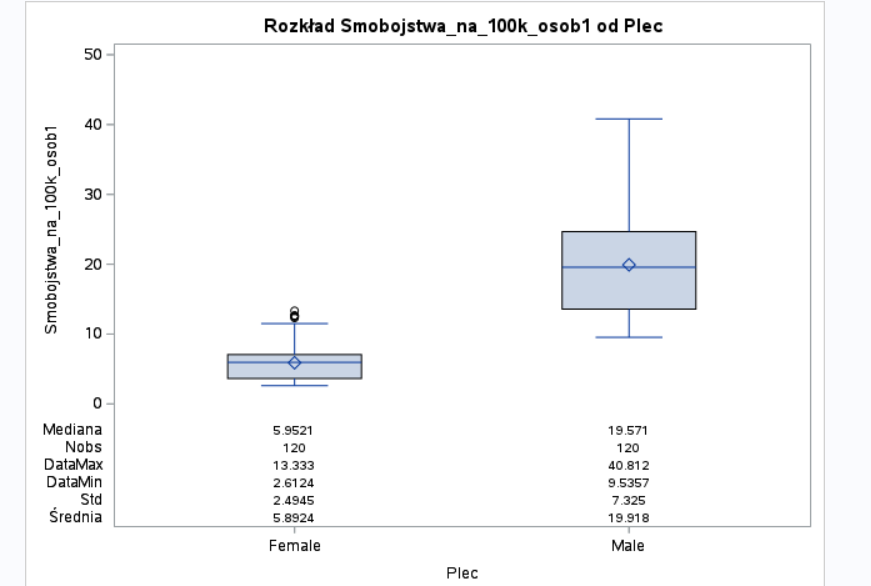 Rozkład Smobojstwa_na_100k_osob1 od Plec
Smobojstwa_na_100k_osob1
50
40
30
20
10
0
Mediana 5.9521 19.571
Nobs 120 120
DataMax 13.333 40.812
DataMin 2.6124 9.5357
Std 2.4945 7.325
Średnia 5.8924 19.918
Female Male
Plec